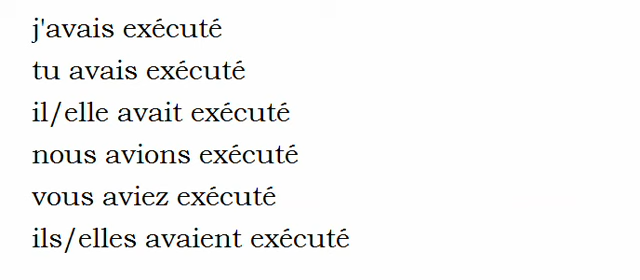 j'avais exécuté
tu avais exécuté
il/elle avait exécuté
nous avions exécuté
vous aviez exécuté
ils/elles avaient exécuté